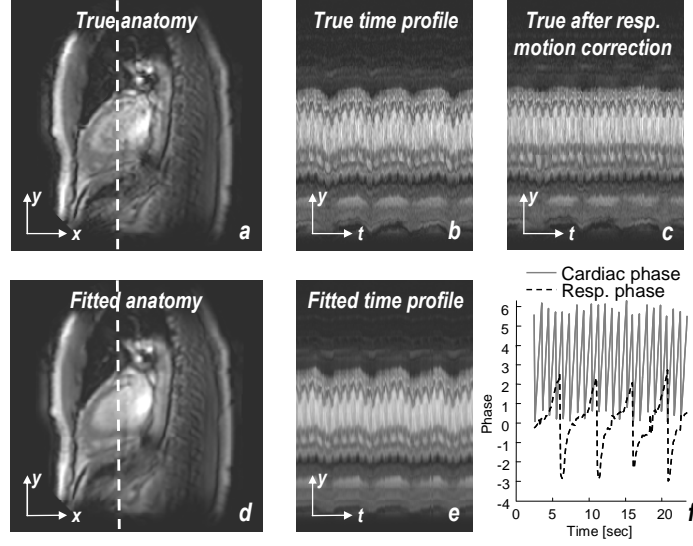 True anatomy
y
x
a
True time profile
y
t
b
True after resp.
motion correction
y
t
c
Fitted anatomy
y
x
d
Fitted time profile
y
t
e
Cardiac phase
Resp. phase
6
5
4
3
2
1
0
-1
-2
-3
-4
Phase
0 5 10 15 20
Time [sec]
f